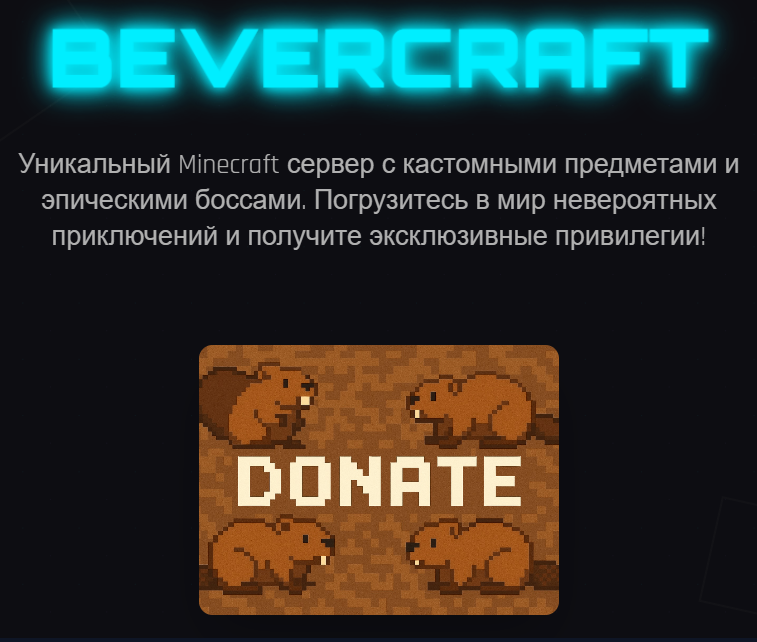 BEVERCRAFT
Уникальный Minecraft сервер с кастомными предметами и
эпическими боссами. Погрузитесь в мир невероятных
приключений и получите эксклюзивные привилегии!
DONATE